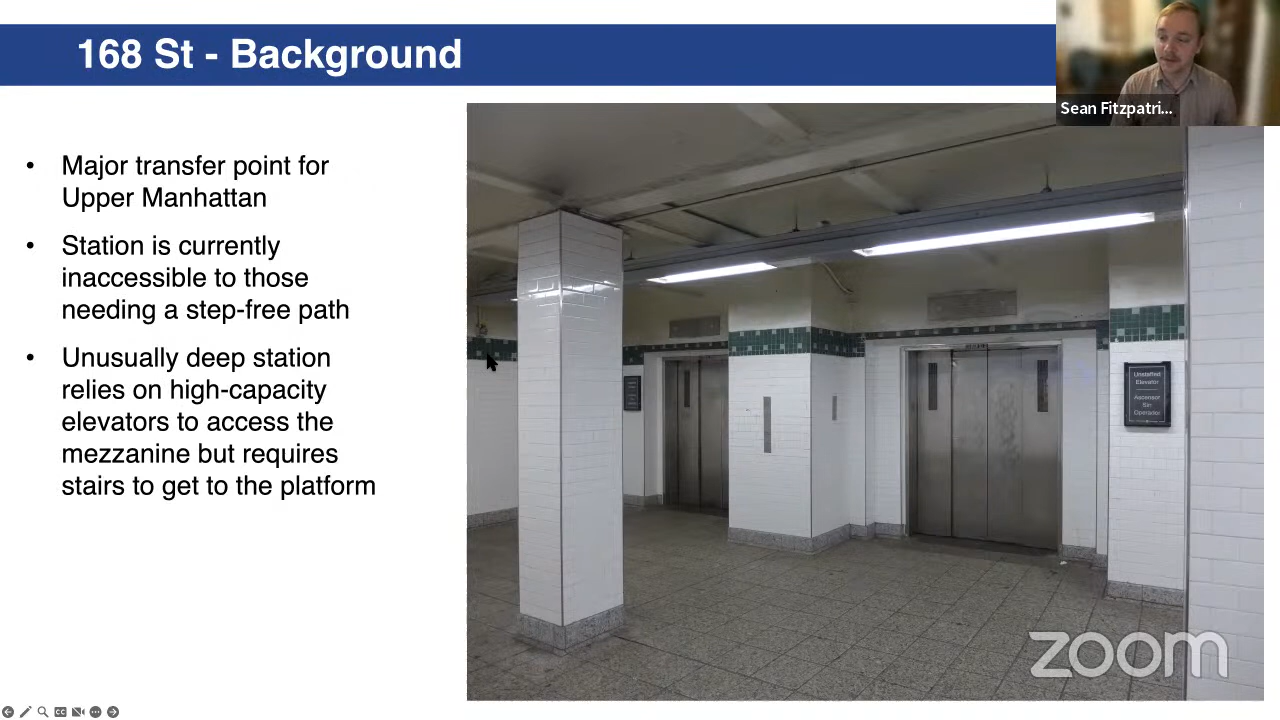 168 St - Background
Sean Fitzpatri...
• Major transfer point for
Upper Manhattan
• Station is currently
inaccessible to those
needing a step-free path
• Unusually deep station
relies on high-capacity
elevators to access the
mezzanine but requires
stairs to get to the platform
Unstaffed
Elevator
Ascensor
Sin
Operador
zoom